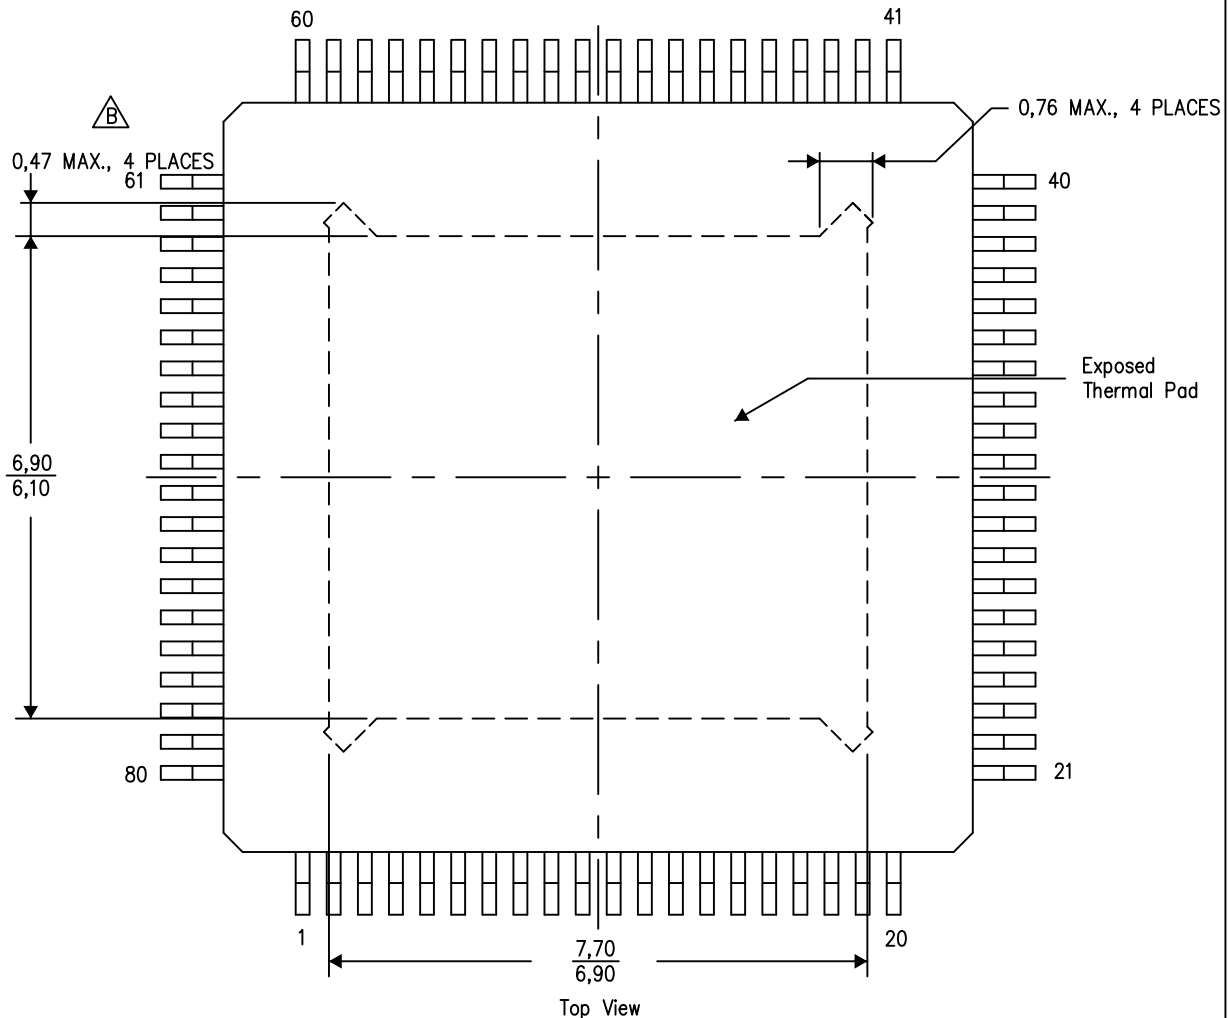 60
41
B
0,76 MAX., 4 PLACES
0,47 MAX., 4 PLACES
61
40
Exposed
Thermal Pad
6,90
6,10
80
21
1
20
7,70
6,90
Top View